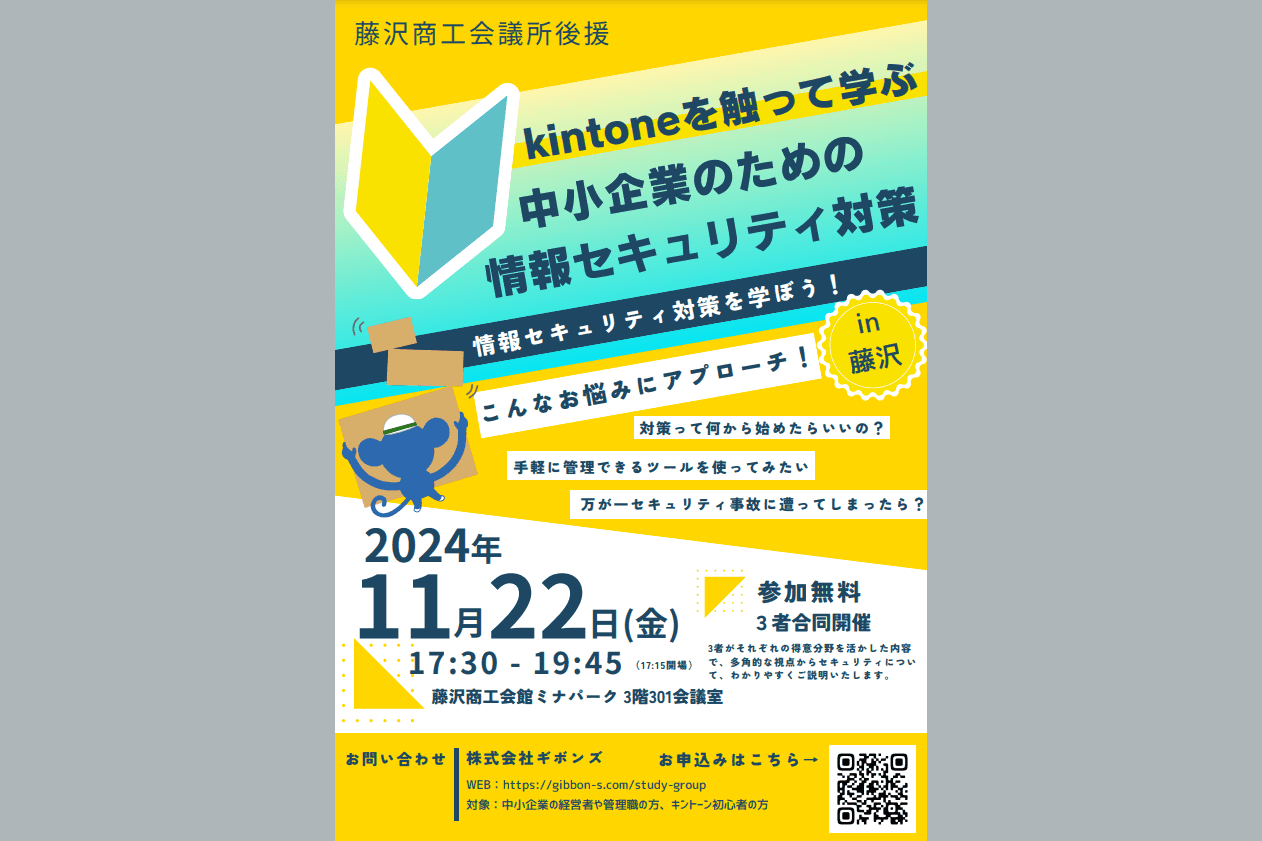 藤沢商工会議所後援
kintoneを触って学ぶ
中小企業のための
情報セキュリティ対策
情報セキュリティ対策を学ぼう!
in
藤沢
こんなお悩みにアプローチ!
対策って何から始めたらいいの?
手軽に管理できるツールを使ってみたい
万が一セキュリティ事故に遭ってしまったら?
2024年
11月22日(金)
17:30 - 19:45 (17:15開場)
藤沢商工会館ミナパーク 3階301会議室
参加無料
3者合同開催
3者がそれぞれの得意分野を活かした内容
で、多角的な視点からセキュリティについ
て、わかりやすくご説明いたします。
お問い合わせ
株式会社ギボンズ
WEB:https://gibbon-s.com/study-group
対象:中小企業の経営者や管理職の方、キントーン初心者の方
お申込みはこちら→